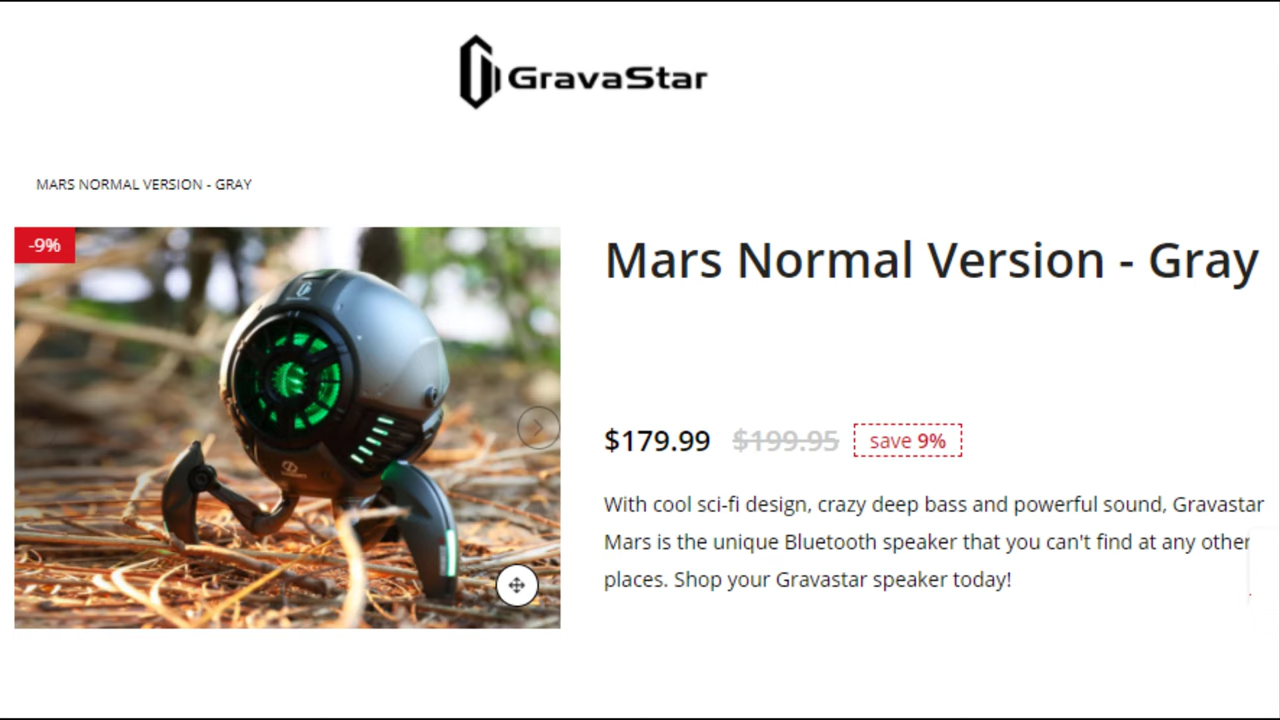 GravaStar
MARS NORMAL VERSION - GRAY
-9%
Mars Normal Version - Gray
$179.99 $199.95 save 9%
With cool sci-fi design, crazy deep bass and powerful sound, Gravastar
Mars is the unique Bluetooth speaker that you can't find at any other
places. Shop your Gravastar speaker today!